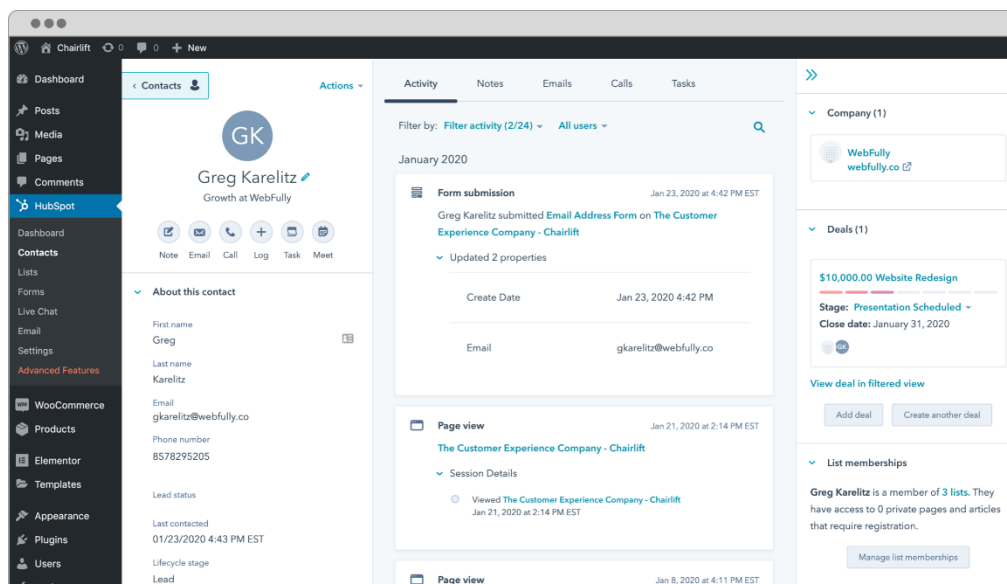 Chairlift
0
0
New
Dashboard
Posts
Media
Pages
Comments
HubSpot
Dashboard
Contacts
Lists
Forms
Live Chat
Email
Settings
Advanced Features
WooCommerce
Products
Elementor
Templates
Appearance
Plugins
Users
Contacts
Actions
GK
Greg Karelitz
Growth at WebFully
Note Email Call Log Task Meet
About this contact
First name
Greg
Last name
Karelitz
Email
gkarelitz@webfully.co
Phone number
8578295205
Lead status
Last contacted
01/23/2020 4:43 PM EST
Lifecycle stage
Lead
Activity Notes Emails Calls Tasks
Filter by: Filter activity (2/24) All users
January 2020
Form submission Jan 23, 2020 at 4:42 PM EST
Greg Karelitz submitted Email Address Form on The Customer
Experience Company - Chairlift
Updated 2 properties
Create Date Jan 23, 2020 4:42 PM
Email gkarelitz@webfully.co
Page view Jan 21, 2020 at 2:14 PM EST
The Customer Experience Company - Chairlift
Session Details
Viewed The Customer Experience Company - Chairlift
Jan 21, 2020 at 2:14 PM EST
Page view Jan 8, 2020 at 4:11 PM EST
Company (1)
WebFully
webfully.co
Deals (1)
$10,000.00 Website Redesign
Stage: Presentation Scheduled
Close date: January 31, 2020
GK
View deal in filtered view
Add deal Create another deal
List memberships
Greg Karelitz is a member of 3 lists. They
have access to 0 private pages and articles
that require registration.
Manage list memberships